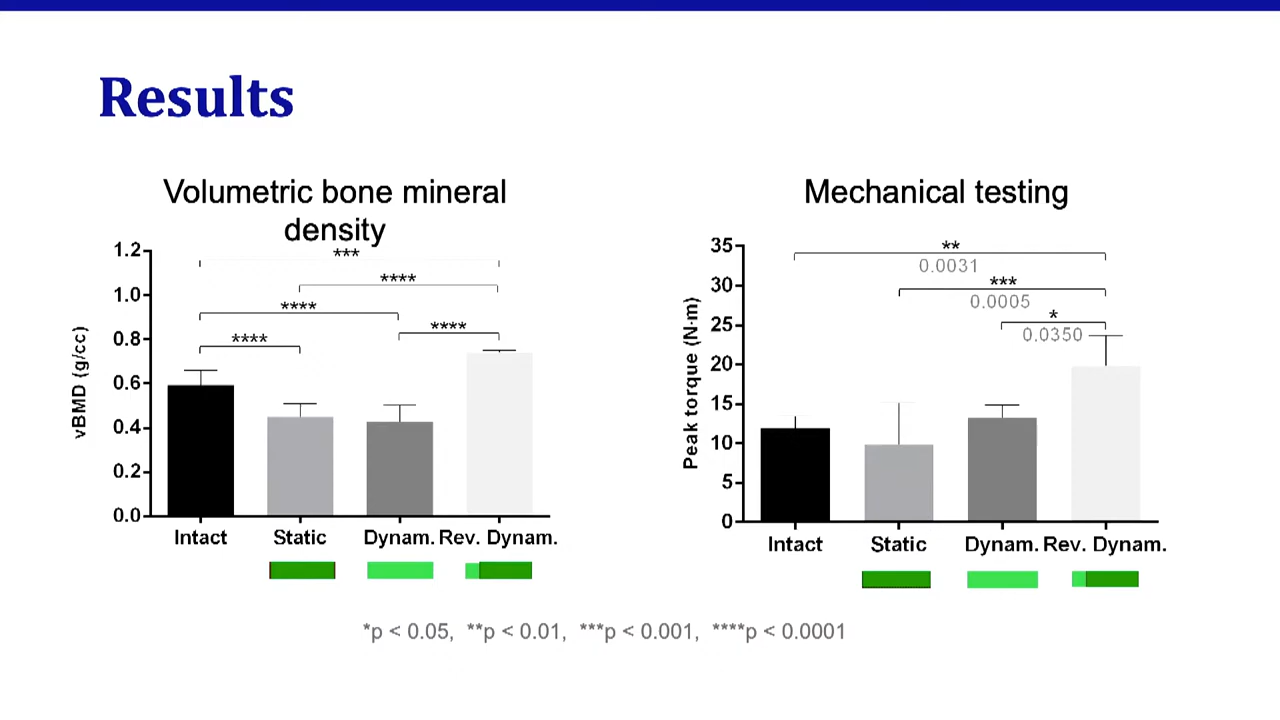 Results
Volumetric bone mineral
density
vBMD (g/cc)
1.2
1.0
0.8
0.6
0.4
0.2
0.0
***
****
****
****
****
Intact Static Dynam. Rev. Dynam.
Mechanical testing
Peak torque (N·m)
35
30
25
20
15
10
5
0
**
0.0031
***
0.0005
*
0.0350
Intact Static Dynam. Rev. Dynam.
*p < 0.05, **p < 0.01, ***p < 0.001, ****p < 0.0001